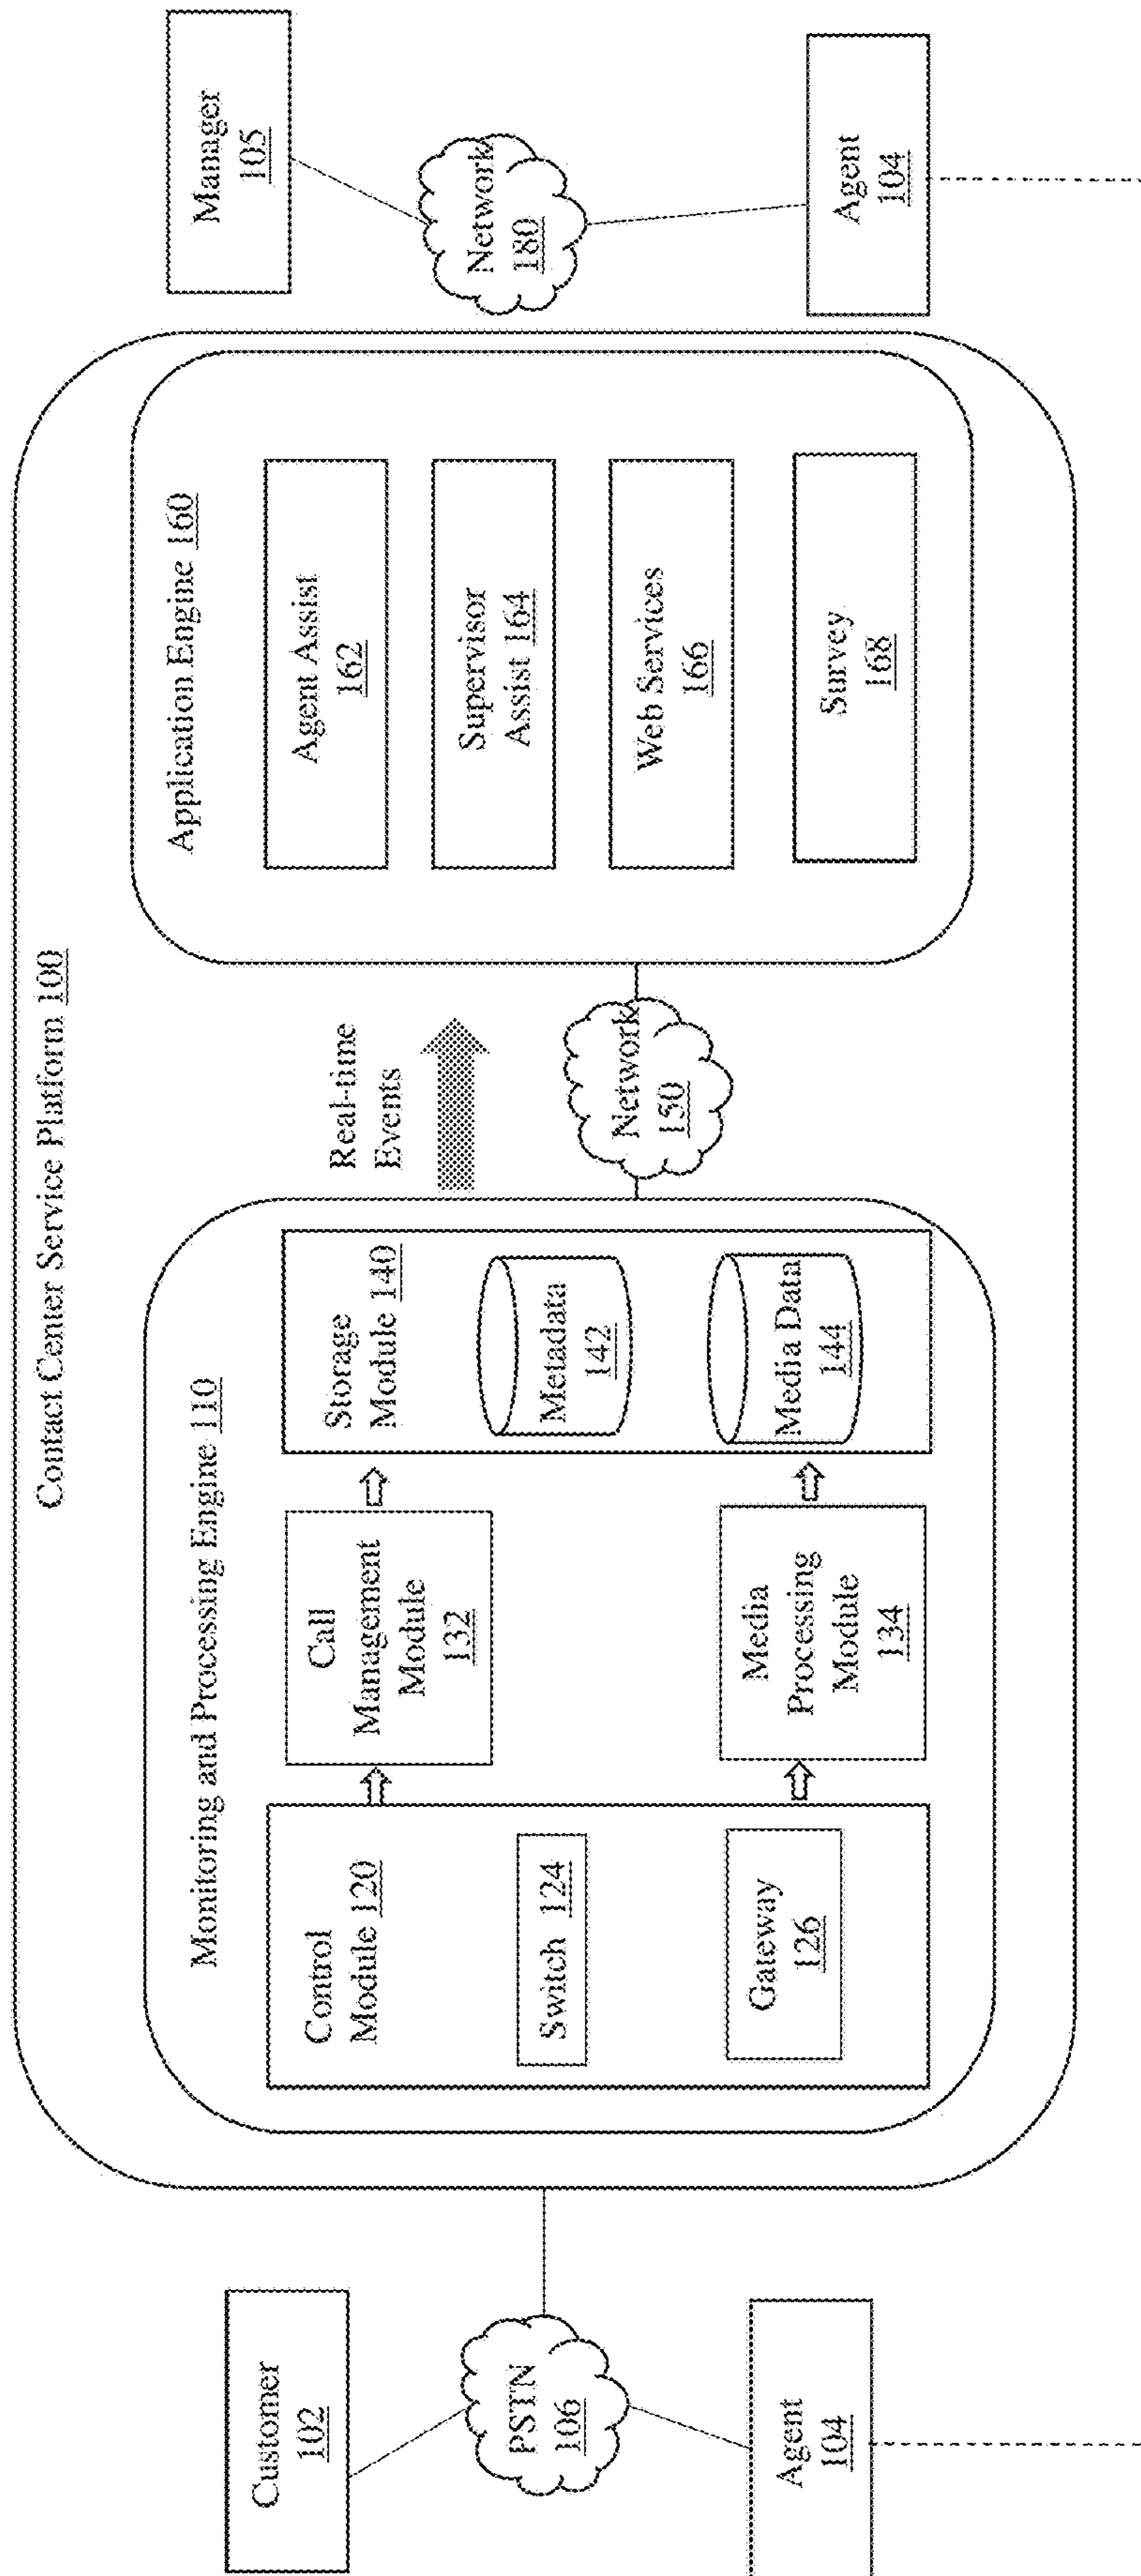 Contact Center Service Platform 100
Customer
102
PSTN
106
Agent
104
Monitoring and Processing Engine 110
Control
Module 120
Switch 124
Gateway
126
Call
Management
Module
132
Media
Processing
Module
134
Storage
Module 140
Metadata
142
Media Data
144
Real-time
Events
Network
150
Application Engine 160
Agent Assist
162
Supervisor
Assist 164
Web Services
166
Survey
168
Manager
105
Network
180
Agent
104